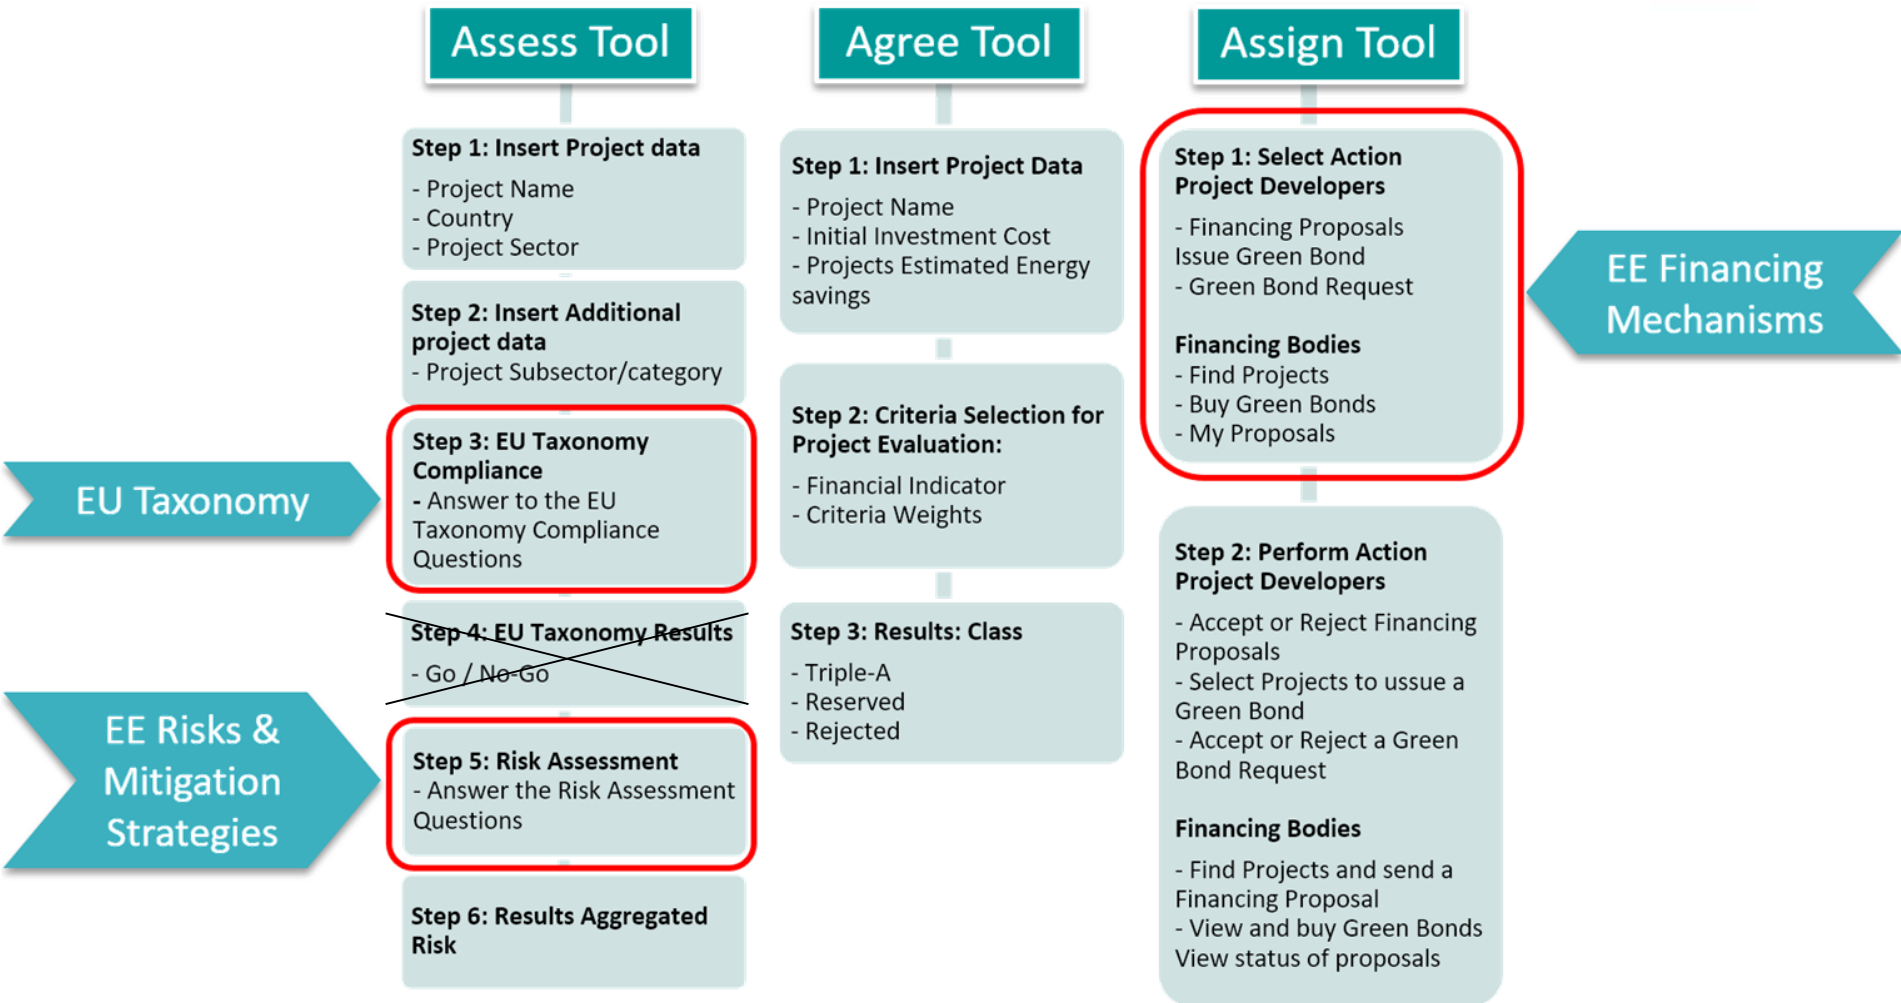 Assess Tool
Step 1: Insert Project data
- Project Name
- Country
- Project Sector
Step 2: Insert Additional
project data
- Project Subsector/category
Step 3: EU Taxonomy
Compliance
- Answer to the EU
Taxonomy Compliance
Questions
Step 4: EU Taxonomy Results
- Go / No-Go
Step 5: Risk Assessment
- Answer the Risk Assessment
Questions
Step 6: Results Aggregated
Risk
EU Taxonomy
EE Risks &
Mitigation
Strategies
Agree Tool
Step 1: Insert Project Data
- Project Name
- Initial Investment Cost
- Projects Estimated Energy
savings
Step 2: Criteria Selection for
Project Evaluation:
- Financial Indicator
- Criteria Weights
Step 3: Results: Class
- Triple-A
- Reserved
- Rejected
Assign Tool
Step 1: Select Action
Project Developers
- Financing Proposals
Issue Green Bond
- Green Bond Request
Financing Bodies
- Find Projects
- Buy Green Bonds
- My Proposals
Step 2: Perform Action
Project Developers
- Accept or Reject Financing
Proposals
- Select Projects to ussue a
Green Bond
- Accept or Reject a Green
Bond Request
Financing Bodies
- Find Projects and send a
Financing Proposal
- View and buy Green Bonds
View status of proposals
EE Financing
Mechanisms